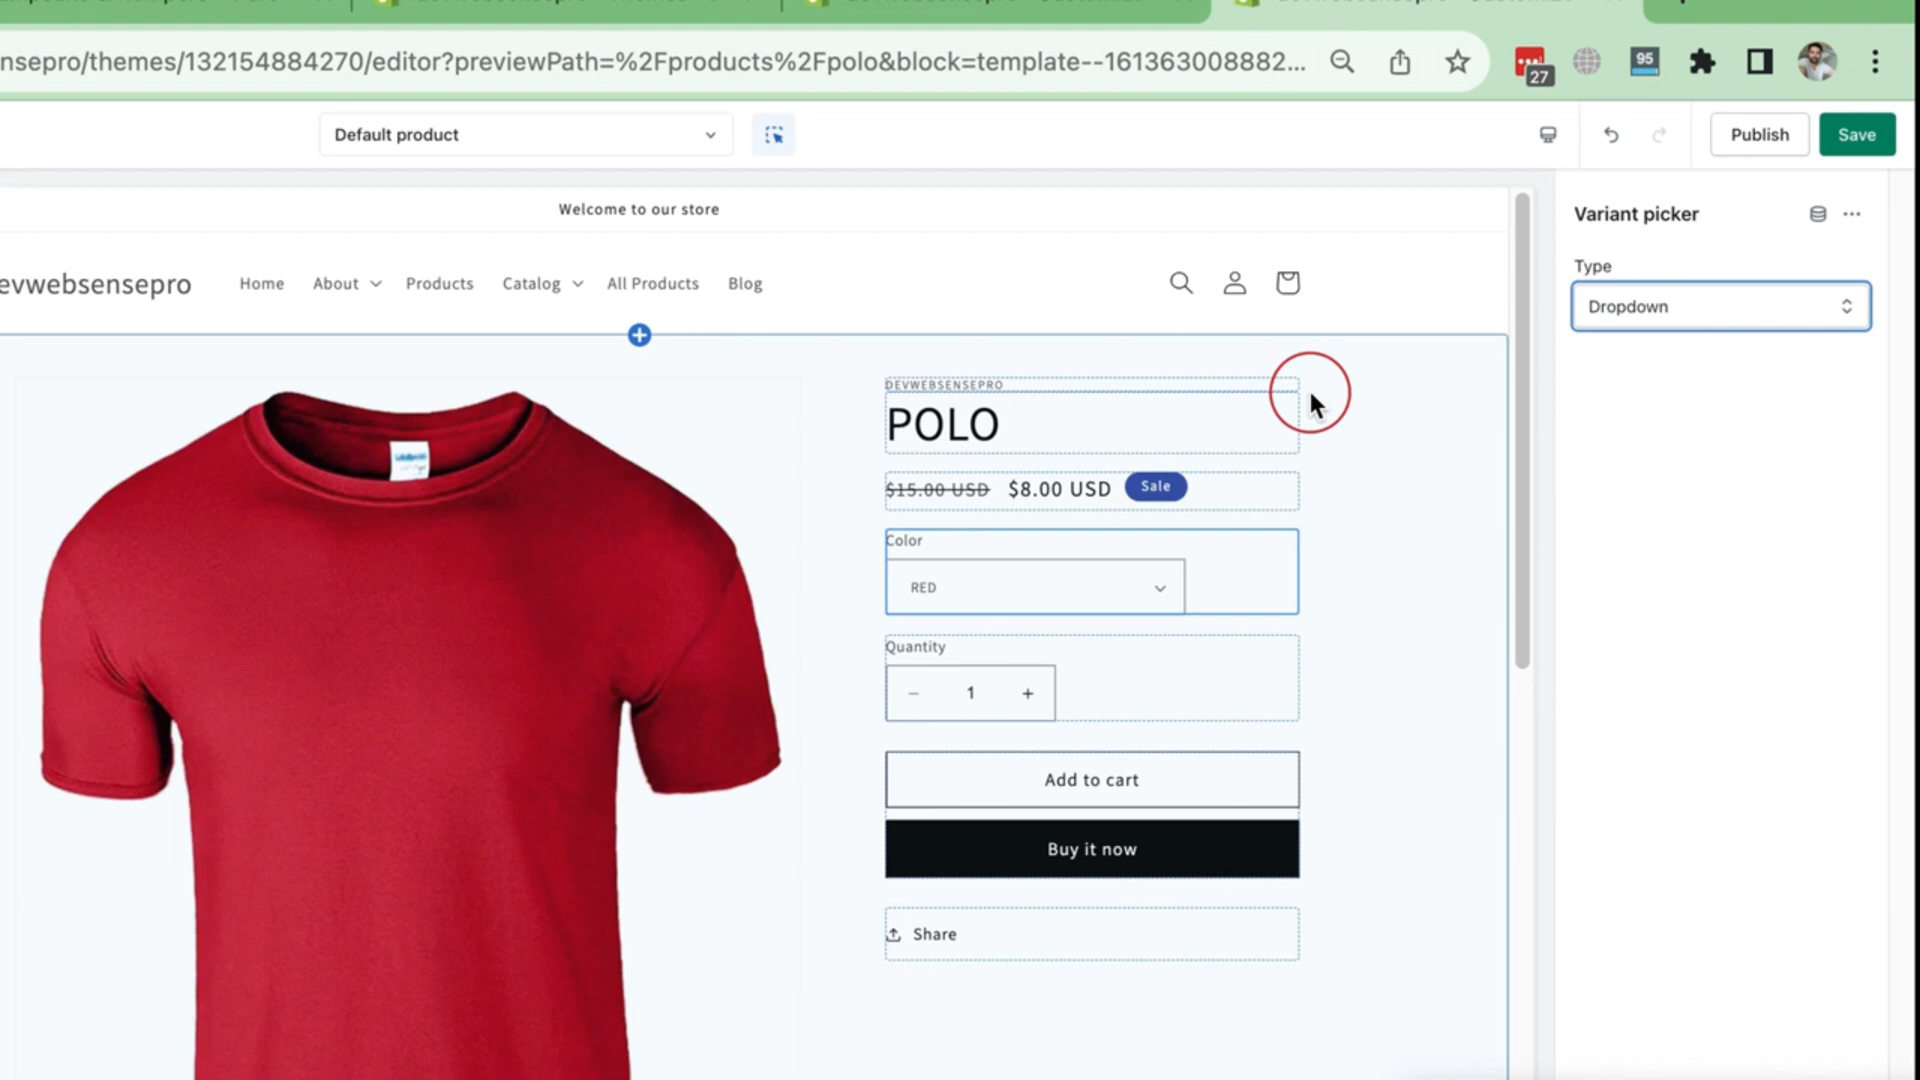 nsepro/themes/132154884270/editor?previewPath=%2Fproducts%2Fpolo&block=template--161363008882...
27
95
Default product
Publish
Save
Welcome to our store
evwebsensepro
Home
About
Products
Catalog
All Products
Blog
Variant picker
Type
Dropdown
DEVWEBSENSEPRO
POLO
$15.00 USD $8.00 USD Sale
Color
RED
Quantity
− 1 +
Add to cart
Buy it now
Share